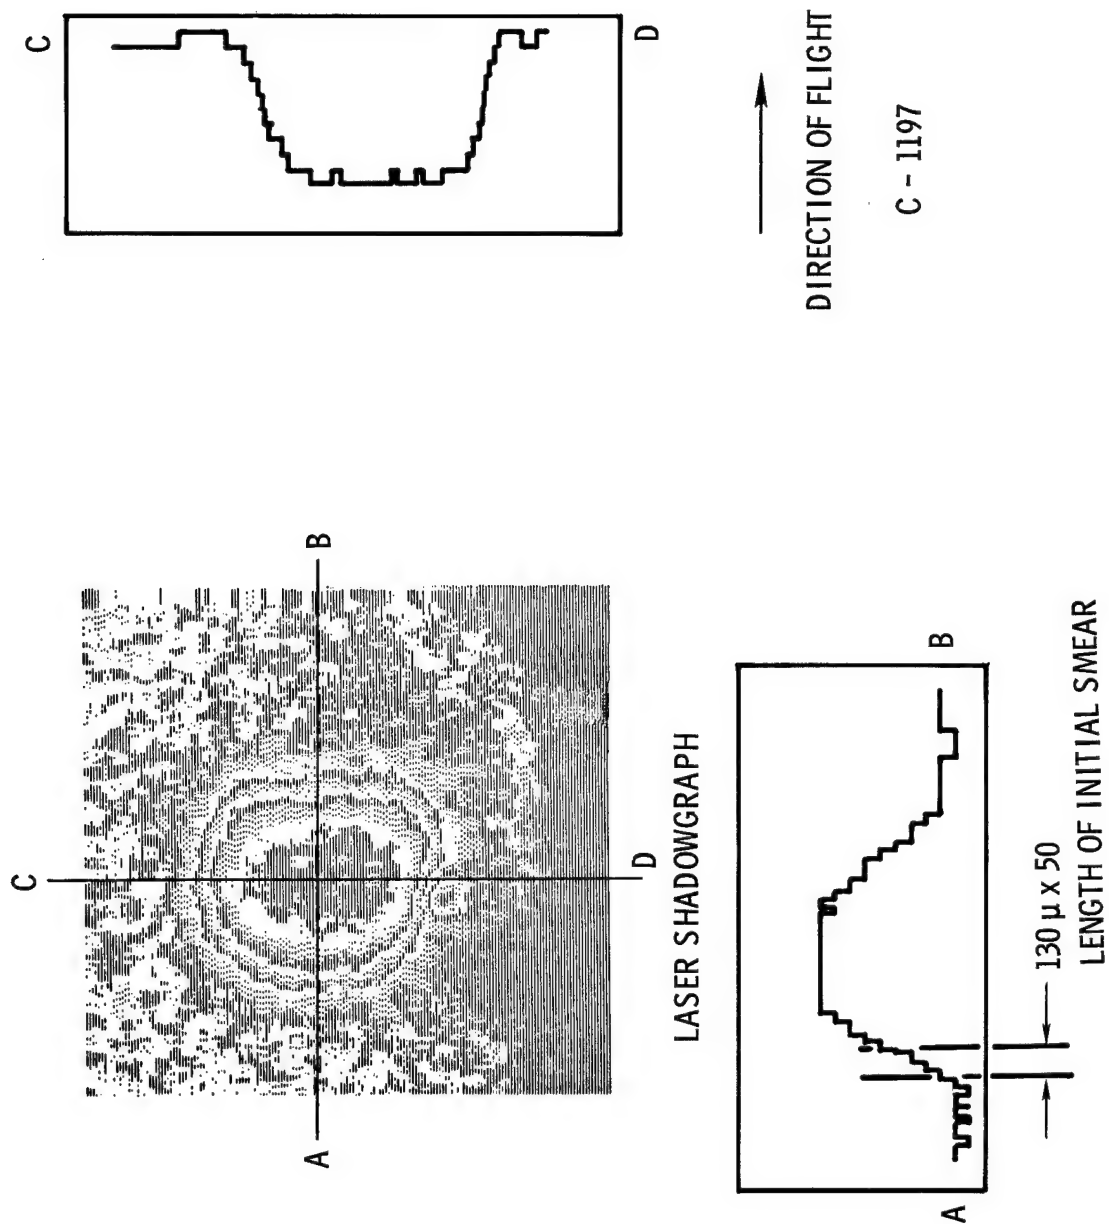 C
D
DIRECTION OF FLIGHT
C - 1197
C
D
A
B
LASER SHADOWGRAPH
A
B
130 μ x 50
LENGTH OF INITIAL SMEAR